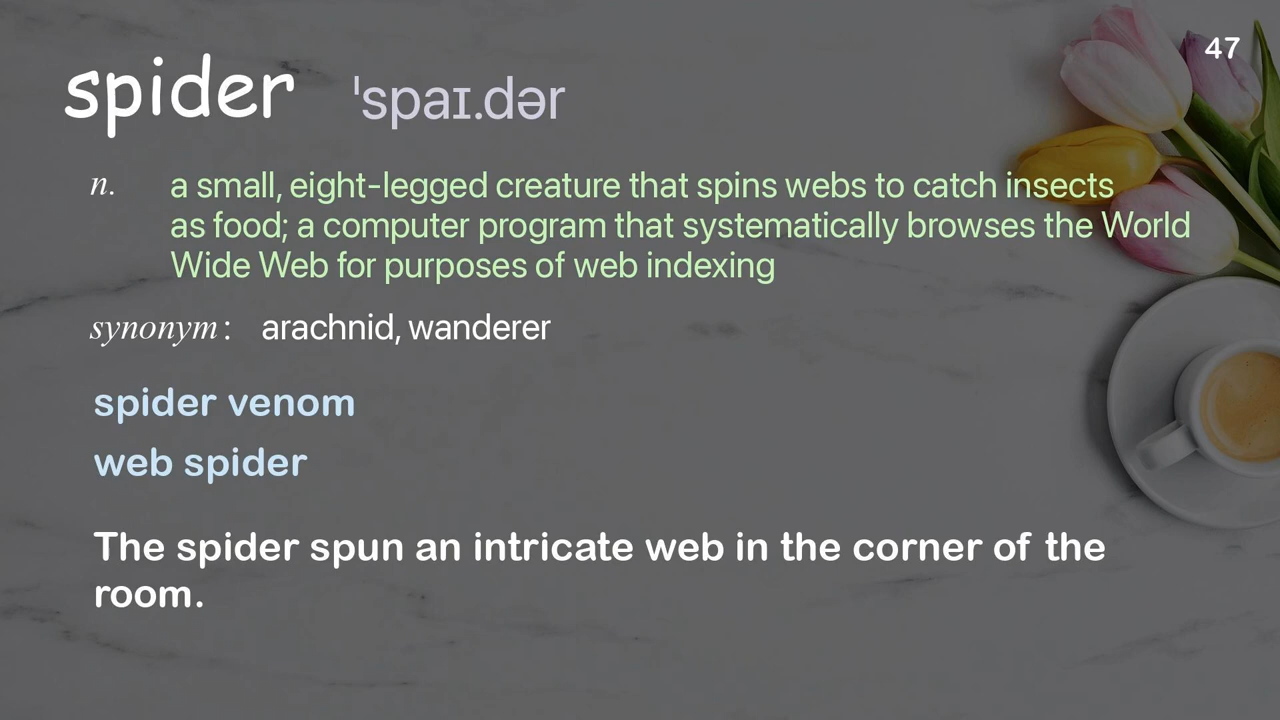 47
spider ˈspaɪ.dər
n. a small, eight-legged creature that spins webs to catch insects
as food; a computer program that systematically browses the World
Wide Web for purposes of web indexing
synonym: arachnid, wanderer
spider venom
web spider
The spider spun an intricate web in the corner of the
room.